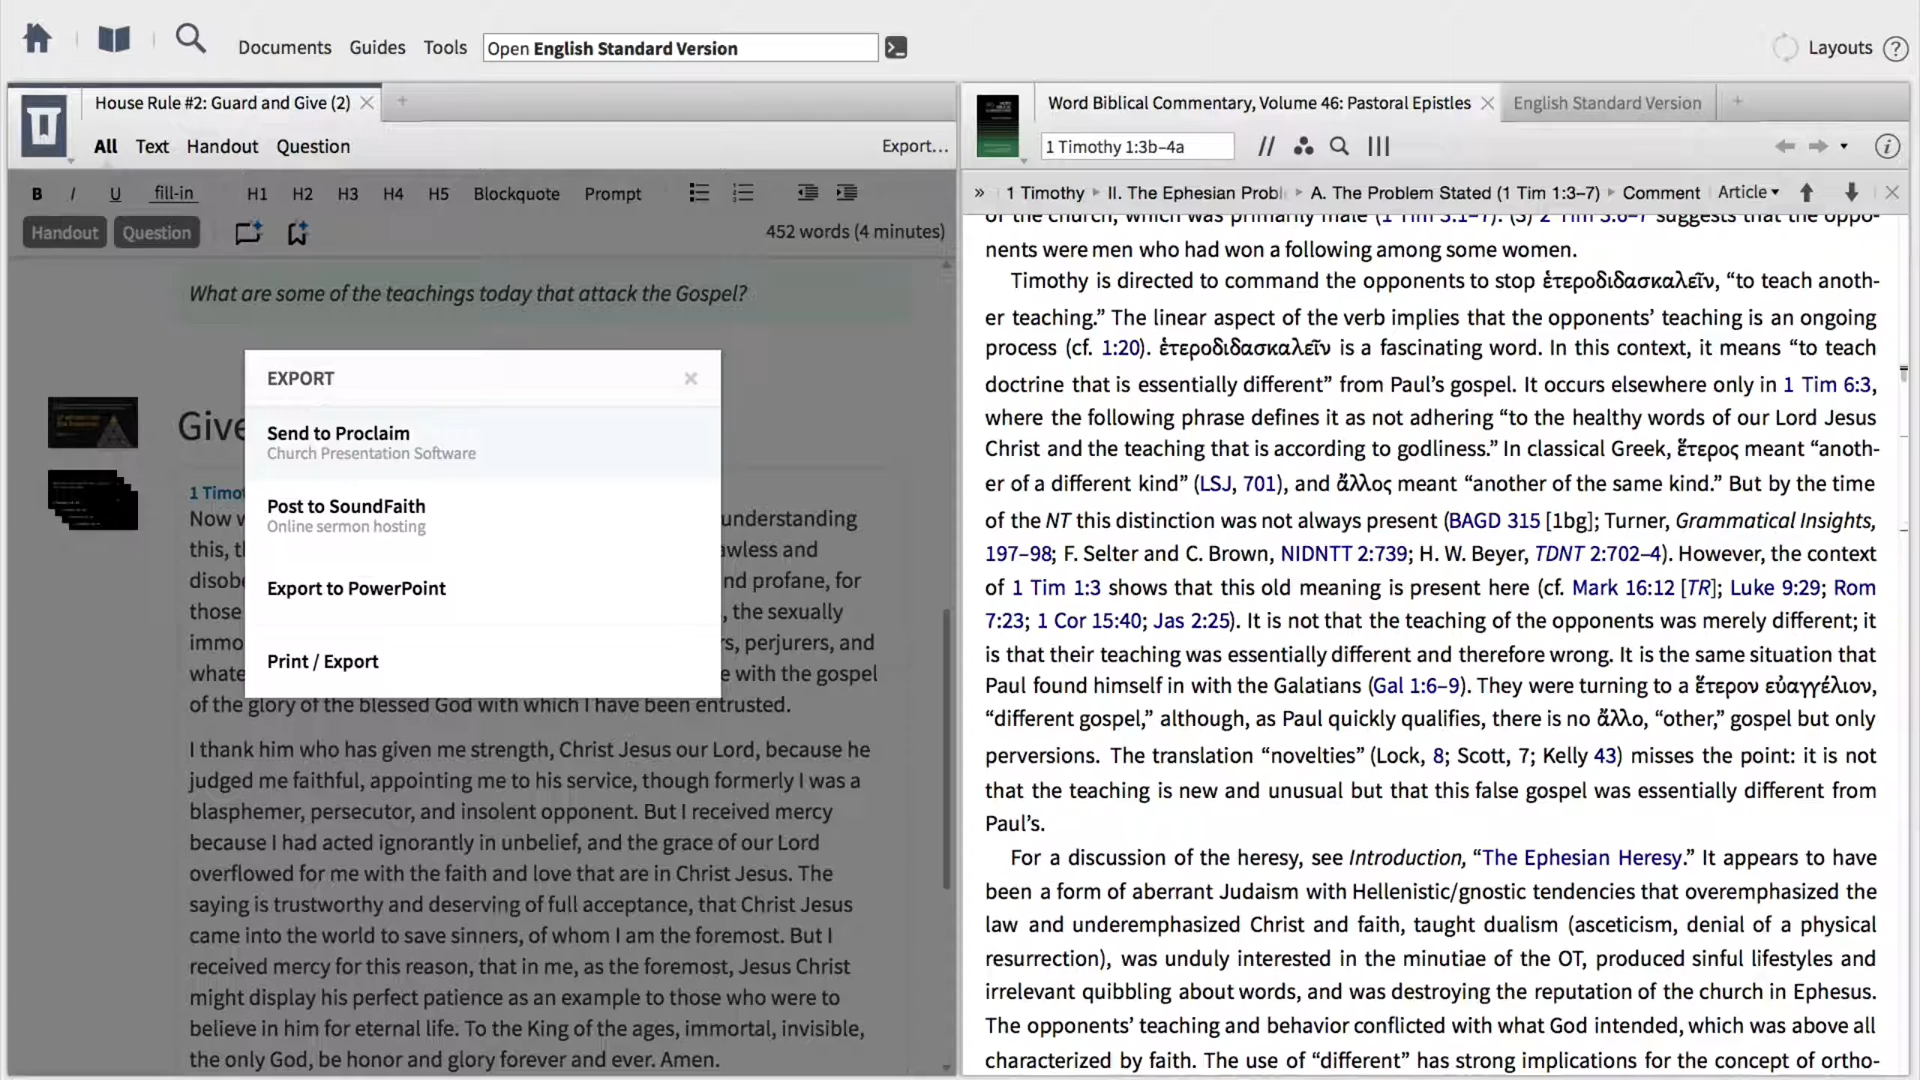 Documents Guides Tools Open English Standard Version Layouts ?
House Rule #2: Guard and Give (2)
All Text Handout Question Export...
B I U fill-in H1 H2 H3 H4 H5 Blockquote Prompt
Handout Question 452 words (4 minutes)
What are some of the teachings today that attack the Gospel?
Give
EXPORT
Send to Proclaim
Church Presentation Software
Post to SoundFaith
Online sermon hosting
Export to PowerPoint
Print / Export
1 Timo
Now w understanding
this, t awless and
disobe nd profane, for
those , the sexually
immo s, perjurers, and
whate e with the gospel
of the glory of the blessed God with which I have been entrusted.
I thank him who has given me strength, Christ Jesus our Lord, because he
judged me faithful, appointing me to his service, though formerly I was a
blasphemer, persecutor, and insolent opponent. But I received mercy
because I had acted ignorantly in unbelief, and the grace of our Lord
overflowed for me with the faith and love that are in Christ Jesus. The
saying is trustworthy and deserving of full acceptance, that Christ Jesus
came into the world to save sinners, of whom I am the foremost. But I
received mercy for this reason, that in me, as the foremost, Jesus Christ
might display his perfect patience as an example to those who were to
believe in him for eternal life. To the King of the ages, immortal, invisible,
the only God, be honor and glory forever and ever. Amen.
Word Biblical Commentary, Volume 46: Pastoral Epistles English Standard Version
1 Timothy 1:3b–4a
» 1 Timothy II. The Ephesian Probl A. The Problem Stated (1 Tim 1:3–7) Comment Article
of the church, which was primarily male (1 Tim 3:1–7). (3) 2 Tim 3:6–7 suggests that the oppo-
nents were men who had won a following among some women.
Timothy is directed to command the opponents to stop ἑτεροδιδασκαλεῖν, “to teach anoth-
er teaching.” The linear aspect of the verb implies that the opponents’ teaching is an ongoing
process (cf. 1:20). ἑτεροδιδασκαλεῖν is a fascinating word. In this context, it means “to teach
doctrine that is essentially different” from Paul’s gospel. It occurs elsewhere only in 1 Tim 6:3,
where the following phrase defines it as not adhering “to the healthy words of our Lord Jesus
Christ and the teaching that is according to godliness.” In classical Greek, ἕτερος meant “anoth-
er of a different kind” (LSJ, 701), and ἄλλος meant “another of the same kind.” But by the time
of the NT this distinction was not always present (BAGD 315 [1bg]; Turner, Grammatical Insights,
197–98; F. Selter and C. Brown, NIDNTT 2:739; H. W. Beyer, TDNT 2:702–4). However, the context
of 1 Tim 1:3 shows that this old meaning is present here (cf. Mark 16:12 [TR]; Luke 9:29; Rom
7:23; 1 Cor 15:40; Jas 2:25). It is not that the teaching of the opponents was merely different; it
is that their teaching was essentially different and therefore wrong. It is the same situation that
Paul found himself in with the Galatians (Gal 1:6–9). They were turning to a ἕτερον εὐαγγέλιον,
“different gospel,” although, as Paul quickly qualifies, there is no ἄλλο, “other,” gospel but only
perversions. The translation “novelties” (Lock, 8; Scott, 7; Kelly 43) misses the point: it is not
that the teaching is new and unusual but that this false gospel was essentially different from
Paul’s.
For a discussion of the heresy, see Introduction, “The Ephesian Heresy.” It appears to have
been a form of aberrant Judaism with Hellenistic/gnostic tendencies that overemphasized the
law and underemphasized Christ and faith, taught dualism (asceticism, denial of a physical
resurrection), was unduly interested in the minutiae of the OT, produced sinful lifestyles and
irrelevant quibbling about words, and was destroying the reputation of the church in Ephesus.
The opponents’ teaching and behavior conflicted with what God intended, which was above all
characterized by faith. The use of “different” has strong implications for the concept of ortho-